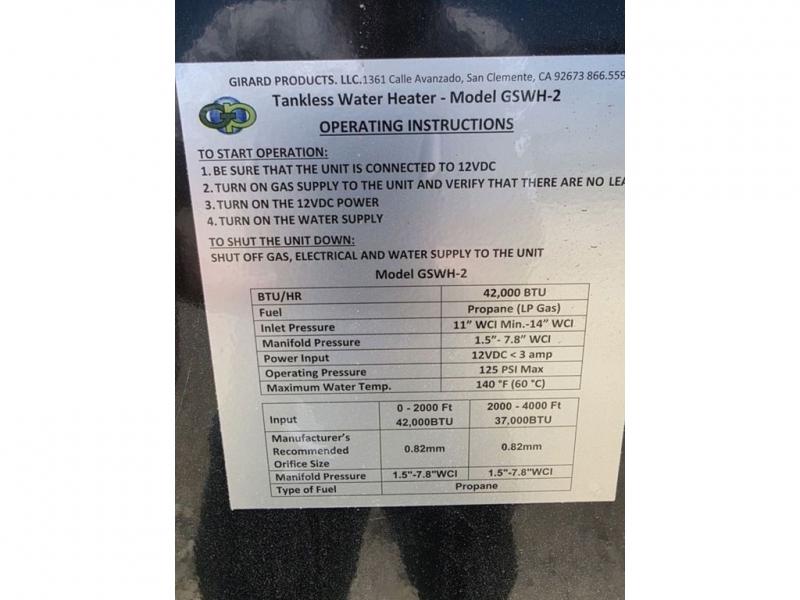 GIRARD PRODUCTS. LLC.1361 Calle Avanzado, San Clemente, CA 92673 866.559
Tankless Water Heater - Model GSWH-2
OPERATING INSTRUCTIONS
TO START OPERATION:
1. BE SURE THAT THE UNIT IS CONNECTED TO 12VDC
2. TURN ON GAS SUPPLY TO THE UNIT AND VERIFY THAT THERE ARE NO LEA
3. TURN ON THE 12VDC POWER
4. TURN ON THE WATER SUPPLY
TO SHUT THE UNIT DOWN:
SHUT OFF GAS, ELECTRICAL AND WATER SUPPLY TO THE UNIT
Model GSWH-2
BTU/HR 42,000 BTU
Fuel Propane (LP Gas)
Inlet Pressure 11” WCI Min.-14” WCI
Manifold Pressure 1.5”- 7.8” WCI
Power Input 12VDC < 3 amp
Operating Pressure 125 PSI Max
Maximum Water Temp. 140 °F (60 °C)
Input 0 - 2000 Ft 2000 - 4000 Ft
42,000BTU 37,000BTU
Manufacturer's
Recommended 0.82mm 0.82mm
Orifice Size
Manifold Pressure 1.5"-7.8"WCI 1.5"-7.8"WCI
Type of Fuel Propane